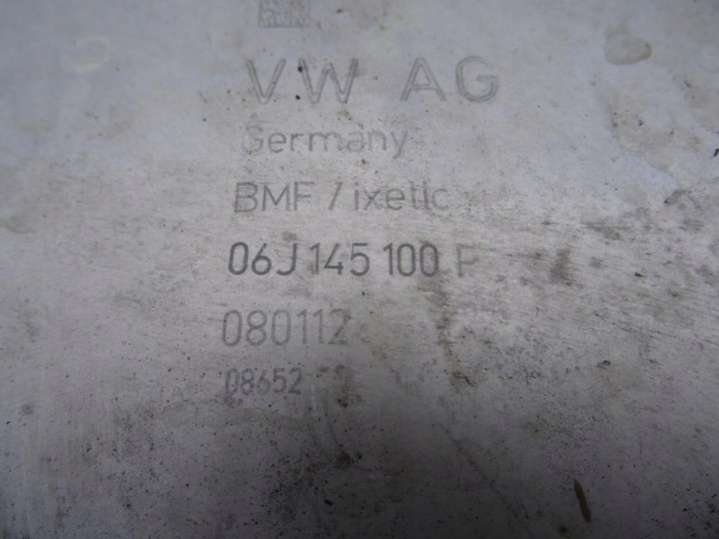 VW AG
Germany
BMF / ixetic
06J 145 100 F
080112
08652